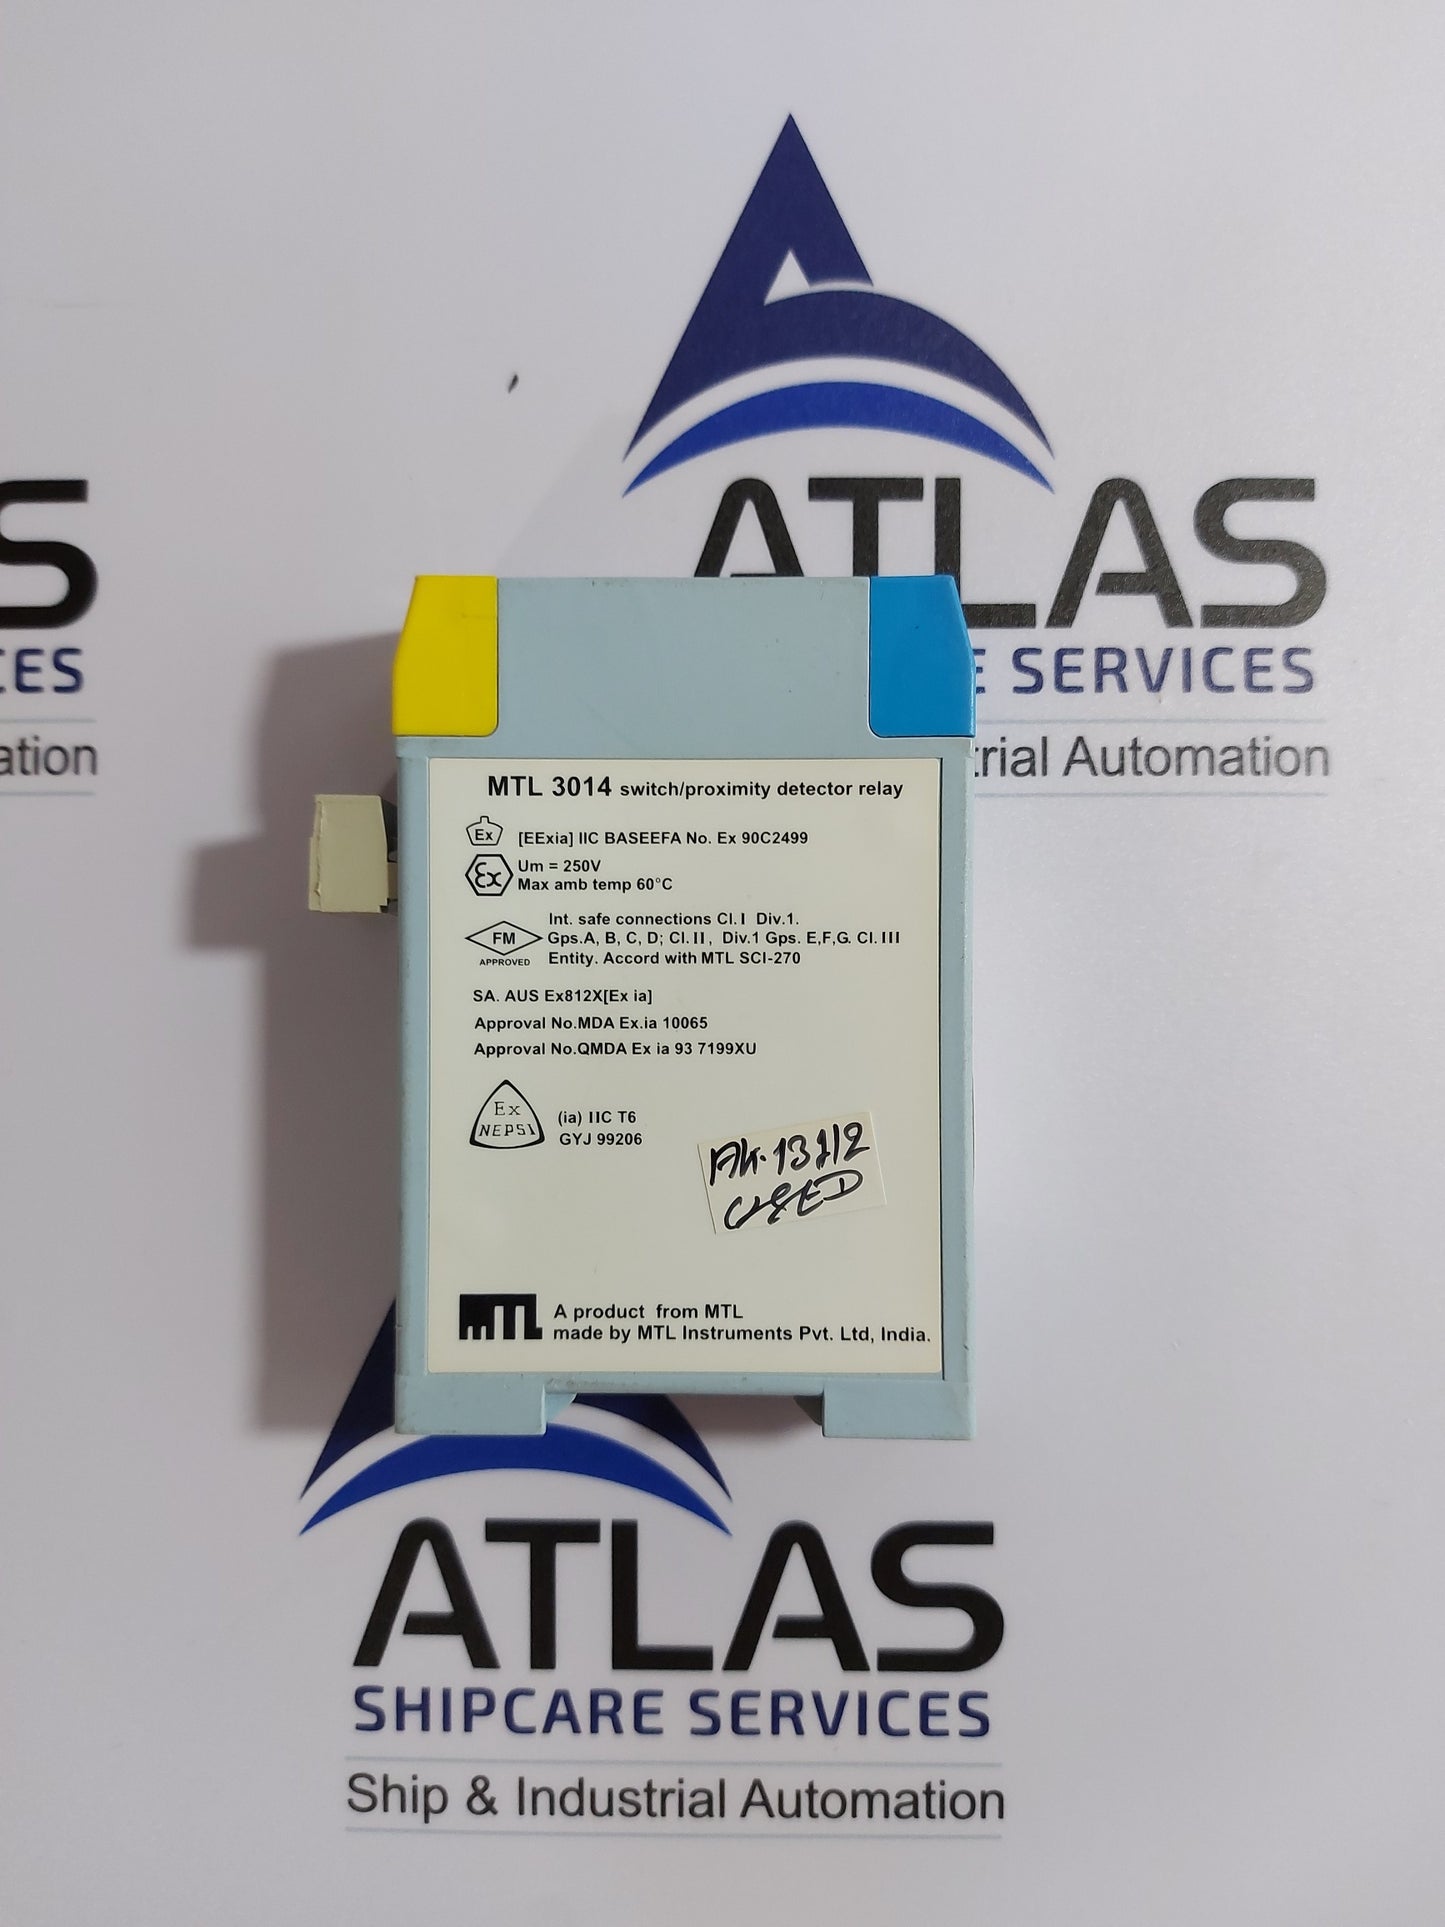 ATLAS
S
E SERVICES
CES
trial Automation
ation
MTL 3014 switch/proximity detector relay
Ex
[EExia] IIC BASEEFA No. Ex 90C2499
Ex
Um = 250V
Max amb temp 60°C
Int. safe connections Cl. I Div.1.
FM
Gps.A, B, C, D; Cl. II, Div.1 Gps. E,F,G. Cl. III
APPROVED
Entity. Accord with MTL SCI-270
SA. AUS Ex812X[Ex ia]
Approval No.MDA Ex.ia 10065
Approval No.QMDA Ex ia 93 7199XU
Ex
NEPSI
(ia) IIC T6
GYJ 99206
USED
MTL
A product from MTL
made by MTL Instruments Pvt. Ltd, India.
ATLAS
SHIPCARE SERVICES
Ship & Industrial Automation